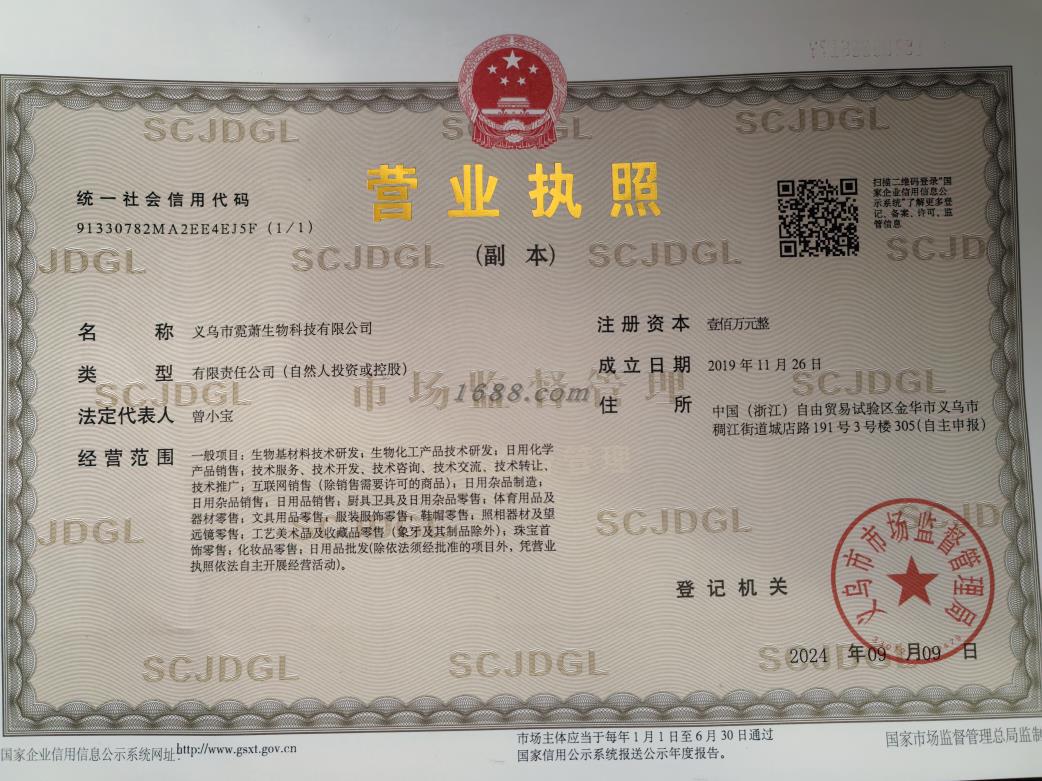 SCJDGL
SCJDGL
SCJDGL
营业执照
(副 本)
统一社会信用代码
91330782MA2EE4EJ5F (1/1)
扫描二维码登录“国
家企业信用信息公
示系统”了解更多登
记、备案、许可、监
管信息
JDGL
SCJDGL
SCJDGL
SCJD
名 称 义乌市霓萧生物科技有限公司
类 型 有限责任公司（自然人投资或控股）
法定代表人 曾小宝
经营范围 一般项目：生物基材料技术研发；生物化工产品技术研发；日用化学
产品销售；技术服务、技术开发、技术咨询、技术交流、技术转让、
技术推广；互联网销售（除销售需要许可的商品）；日用杂品制造；
日用杂品销售；日用品销售；厨具卫具及日用杂品零售；体育用品及
器材零售；文具用品零售；服装服饰零售；鞋帽零售；照相器材及望
远镜零售；工艺美术品及收藏品零售（象牙及其制品除外）；珠宝首
饰零售；化妆品零售；日用品批发(除依法须经批准的项目外，凭营业
执照依法自主开展经营活动)。
注册资本 壹佰万元整
成立日期 2019 年 11 月 26 日
住 所 中国（浙江）自由贸易试验区金华市义乌市
稠江街道城店路 191 号 3 号楼 305(自主申报)
SCJDGL
市场监督管理
1688.com
SCJDGL
管理
JDGL
SCJDGL
SCJDGL
JD
登记机关
义乌市市场监督管理局
2024 年09 月09 日
SCJDGL
SCJDGL
SC
国家企业信用信息公示系统网址:http://www.gsxt.gov.cn
市场主体应当于每年 1 月 1 日至 6 月 30 日通过
国家信用公示系统报送公示年度报告。
国家市场监督管理总局监制